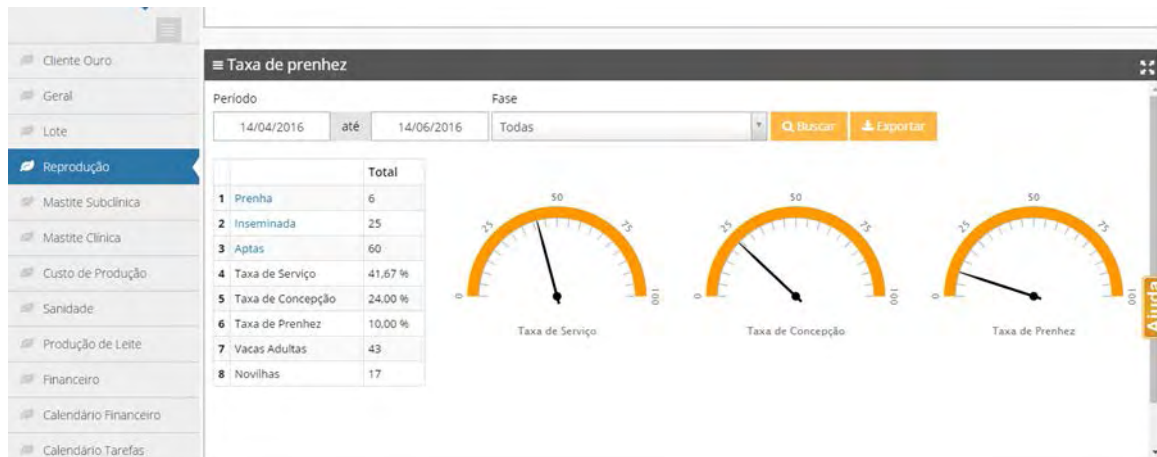 Cliente Ouro
Geral
Lote
Reprodução
Mastite Subclínica
Mastite Clínica
Custo de Produção
Sanidade
Produção de Leite
Financeiro
Calendário Financeiro
Calendário Tarefas
Taxa de prenhez
Período
Fase
14/04/2016 até 14/06/2016 Todas Buscar Exportar
Total
1 Prenha 6
2 Inseminada 25
3 Aptas 60
4 Taxa de Serviço 41,67 %
5 Taxa de Concepção 24,00 %
6 Taxa de Prenhez 10,00 %
7 Vacas Adultas 43
8 Novilhas 17
0 25 50 75 100
Taxa de Serviço
0 25 50 75 100
Taxa de Concepção
0 25 50 75 100
Taxa de Prenhez
Ajuda